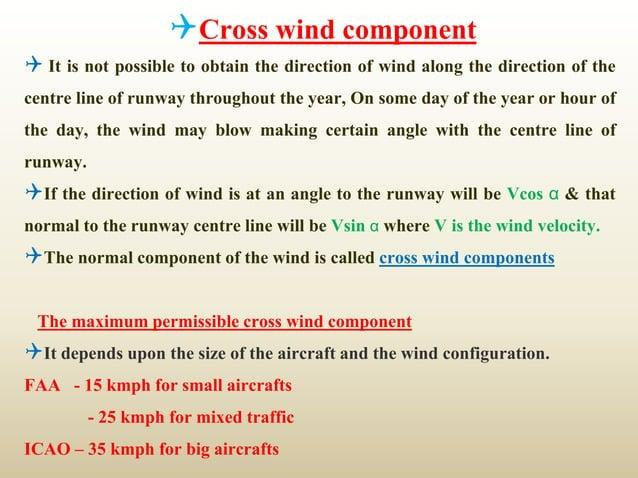 Cross wind component
It is not possible to obtain the direction of wind along the direction of the
centre line of runway throughout the year, On some day of the year or hour of
the day, the wind may blow making certain angle with the centre line of
runway.
If the direction of wind is at an angle to the runway will be Vcos α & that
normal to the runway centre line will be Vsin α where V is the wind velocity.
The normal component of the wind is called cross wind components
The maximum permissible cross wind component
It depends upon the size of the aircraft and the wind configuration.
FAA - 15 kmph for small aircrafts
- 25 kmph for mixed traffic
ICAO – 35 kmph for big aircrafts